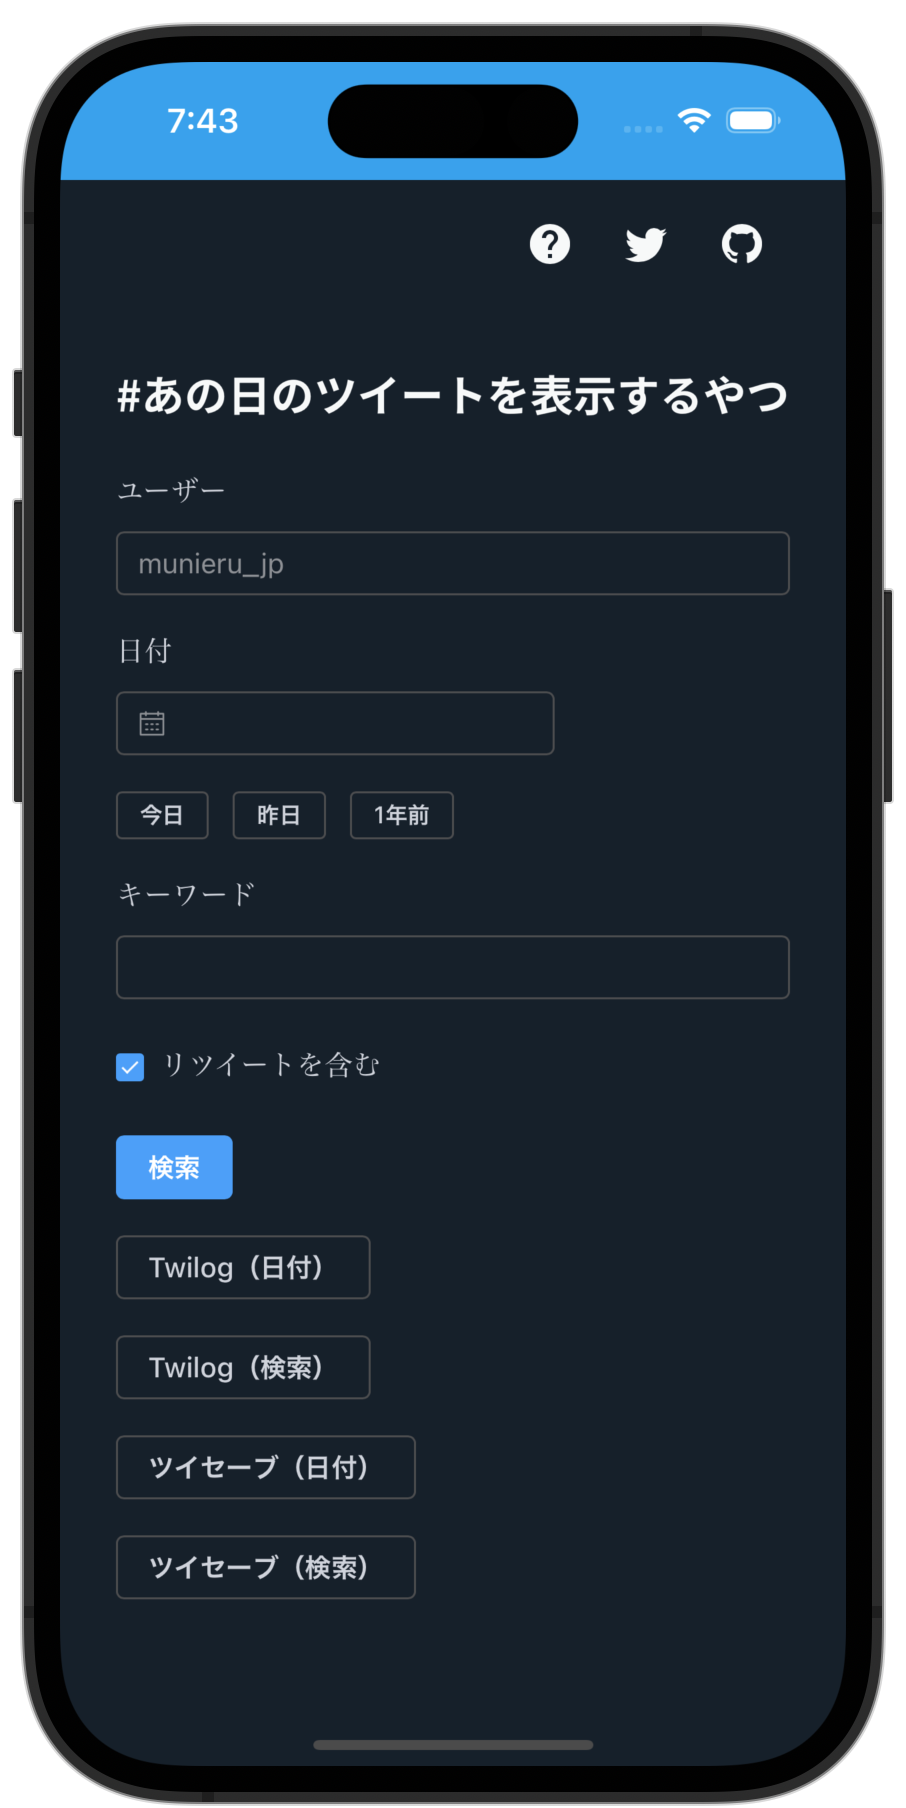 7:43
#あの日のツイートを表示するやつ
ユーザー
munieru_jp
日付
今日 昨日 1年前
キーワード
リツイートを含む
検索
Twilog（日付）
Twilog（検索）
ツイセーブ（日付）
ツイセーブ（検索）